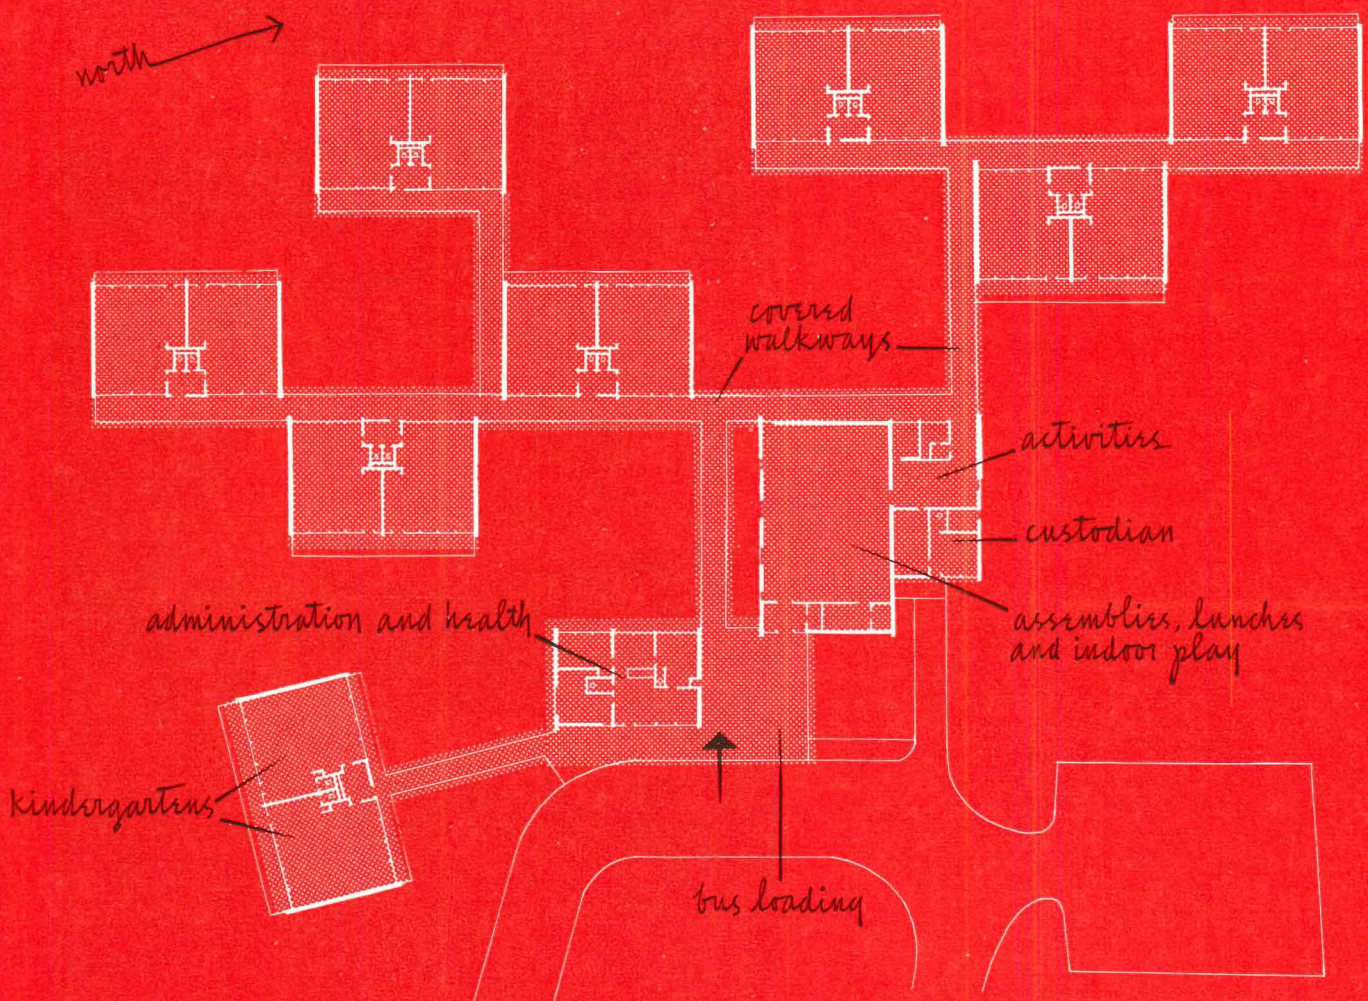 north
covered
walkways
activities
custodian
administration and health
assemblies, lunches
and indoor play
kindergartens
bus loading